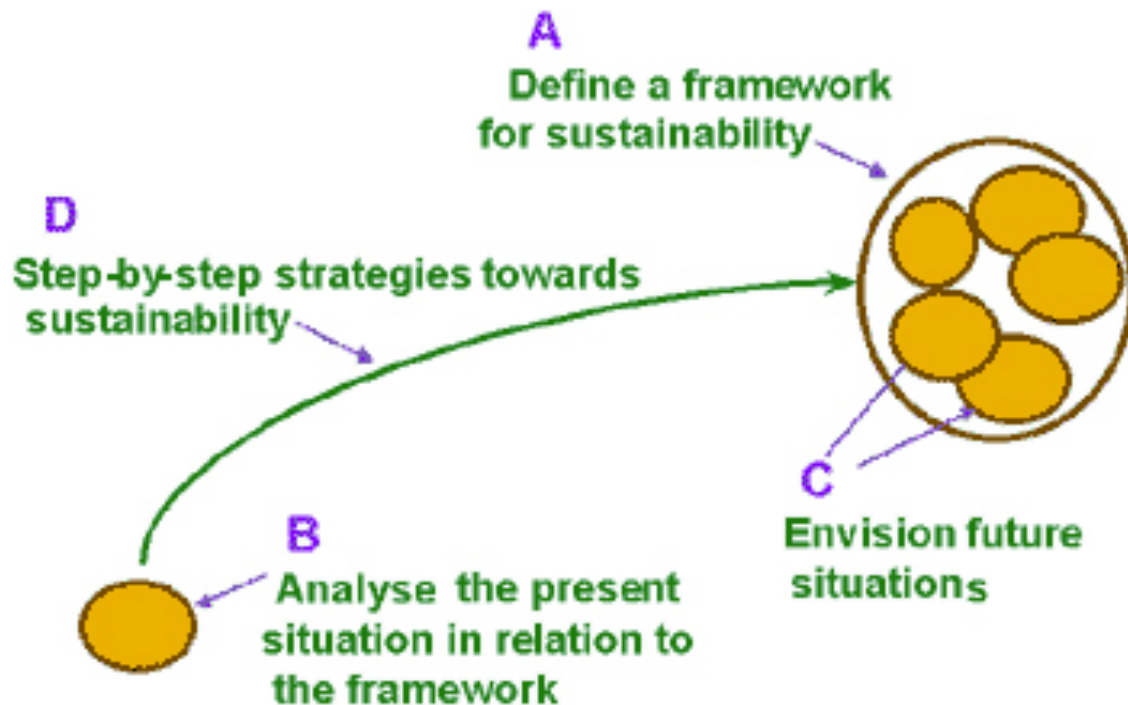 A
Define a framework
for sustainability
D
Step-by-step strategies towards
sustainability
C
Envision future
situations
B
Analyse the present
situation in relation to
the framework